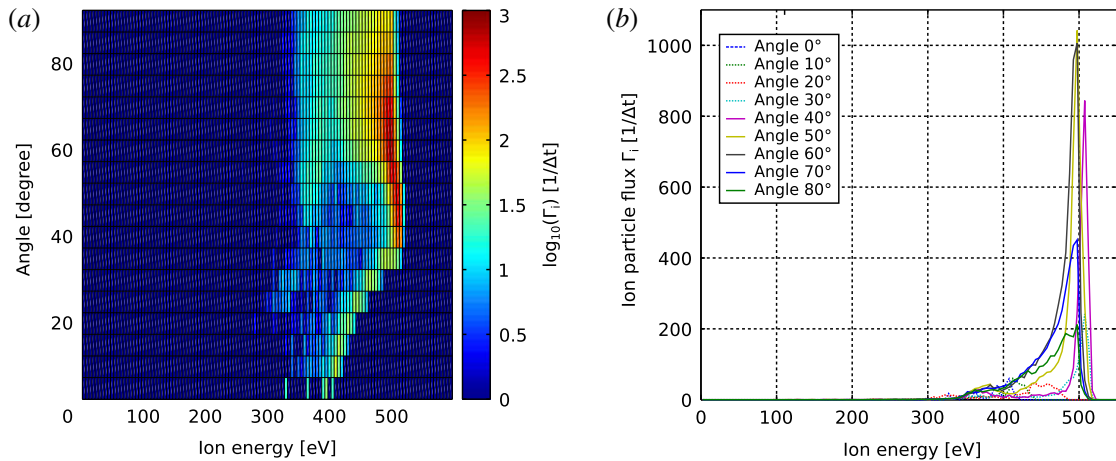 (a)
80
60
40
20
0
Angle [degree]
0 100 200 300 400 500
Ion energy [eV]
3
2.5
2
1.5
1
0.5
0
log10(Γi) [1/Δt]
(b)
1000
800
600
400
200
0
Ion particle flux Γi [1/Δt]
Angle 0°
Angle 10°
Angle 20°
Angle 30°
Angle 40°
Angle 50°
Angle 60°
Angle 70°
Angle 80°
0 100 200 300 400 500
Ion energy [eV]